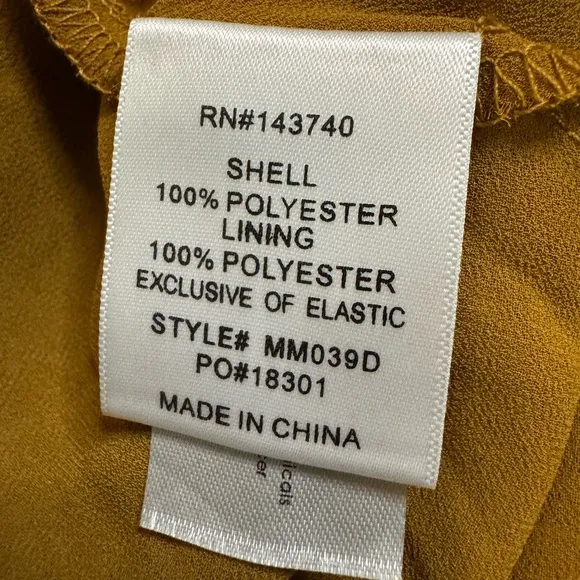 RN#143740
SHELL
100% POLYESTER
LINING
100% POLYESTER
EXCLUSIVE OF ELASTIC
STYLE# MM039D
PO#18301
MADE IN CHINA